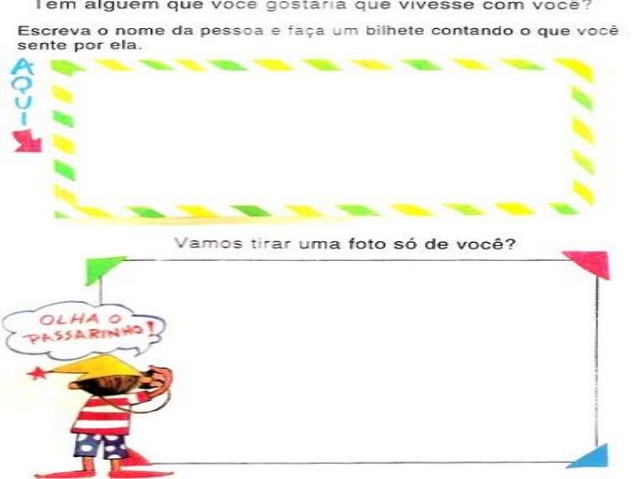 Tem alguém que você gostaria que vivesse com você?
Escreva o nome da pessoa e faça um bilhete contando o que você
sente por ela.
AQUI
Vamos tirar uma foto só de você?
OLHA O
PASSARINHO!